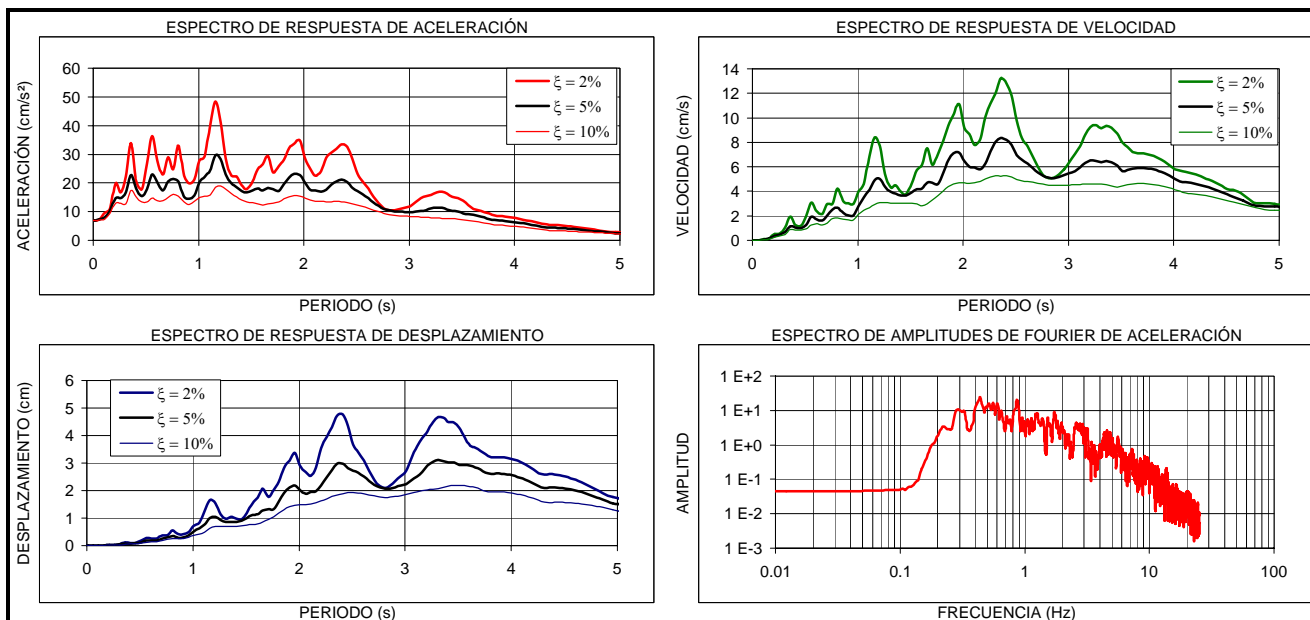 ESPECTRO DE RESPUESTA DE ACELERACIÓN
ACELERACIÓN (cm/s²)
60
50
40
30
20
10
0
0 1 2 3 4 5
PERIODO (s)
ξ = 2%
ξ = 5%
ξ = 10%
ESPECTRO DE RESPUESTA DE VELOCIDAD
VELOCIDAD (cm/s)
14
12
10
8
6
4
2
0
0 1 2 3 4 5
PERIODO (s)
ξ = 2%
ξ = 5%
ξ = 10%
ESPECTRO DE RESPUESTA DE DESPLAZAMIENTO
DESPLAZAMIENTO (cm)
6
5
4
3
2
1
0
0 1 2 3 4 5
PERIODO (s)
ξ = 2%
ξ = 5%
ξ = 10%
ESPECTRO DE AMPLITUDES DE FOURIER DE ACELERACIÓN
AMPLITUD
1 E+2
1 E+1
1 E+0
1 E-1
1 E-2
1 E-3
0.01 0.1 1 10 100
FRECUENCIA (Hz)